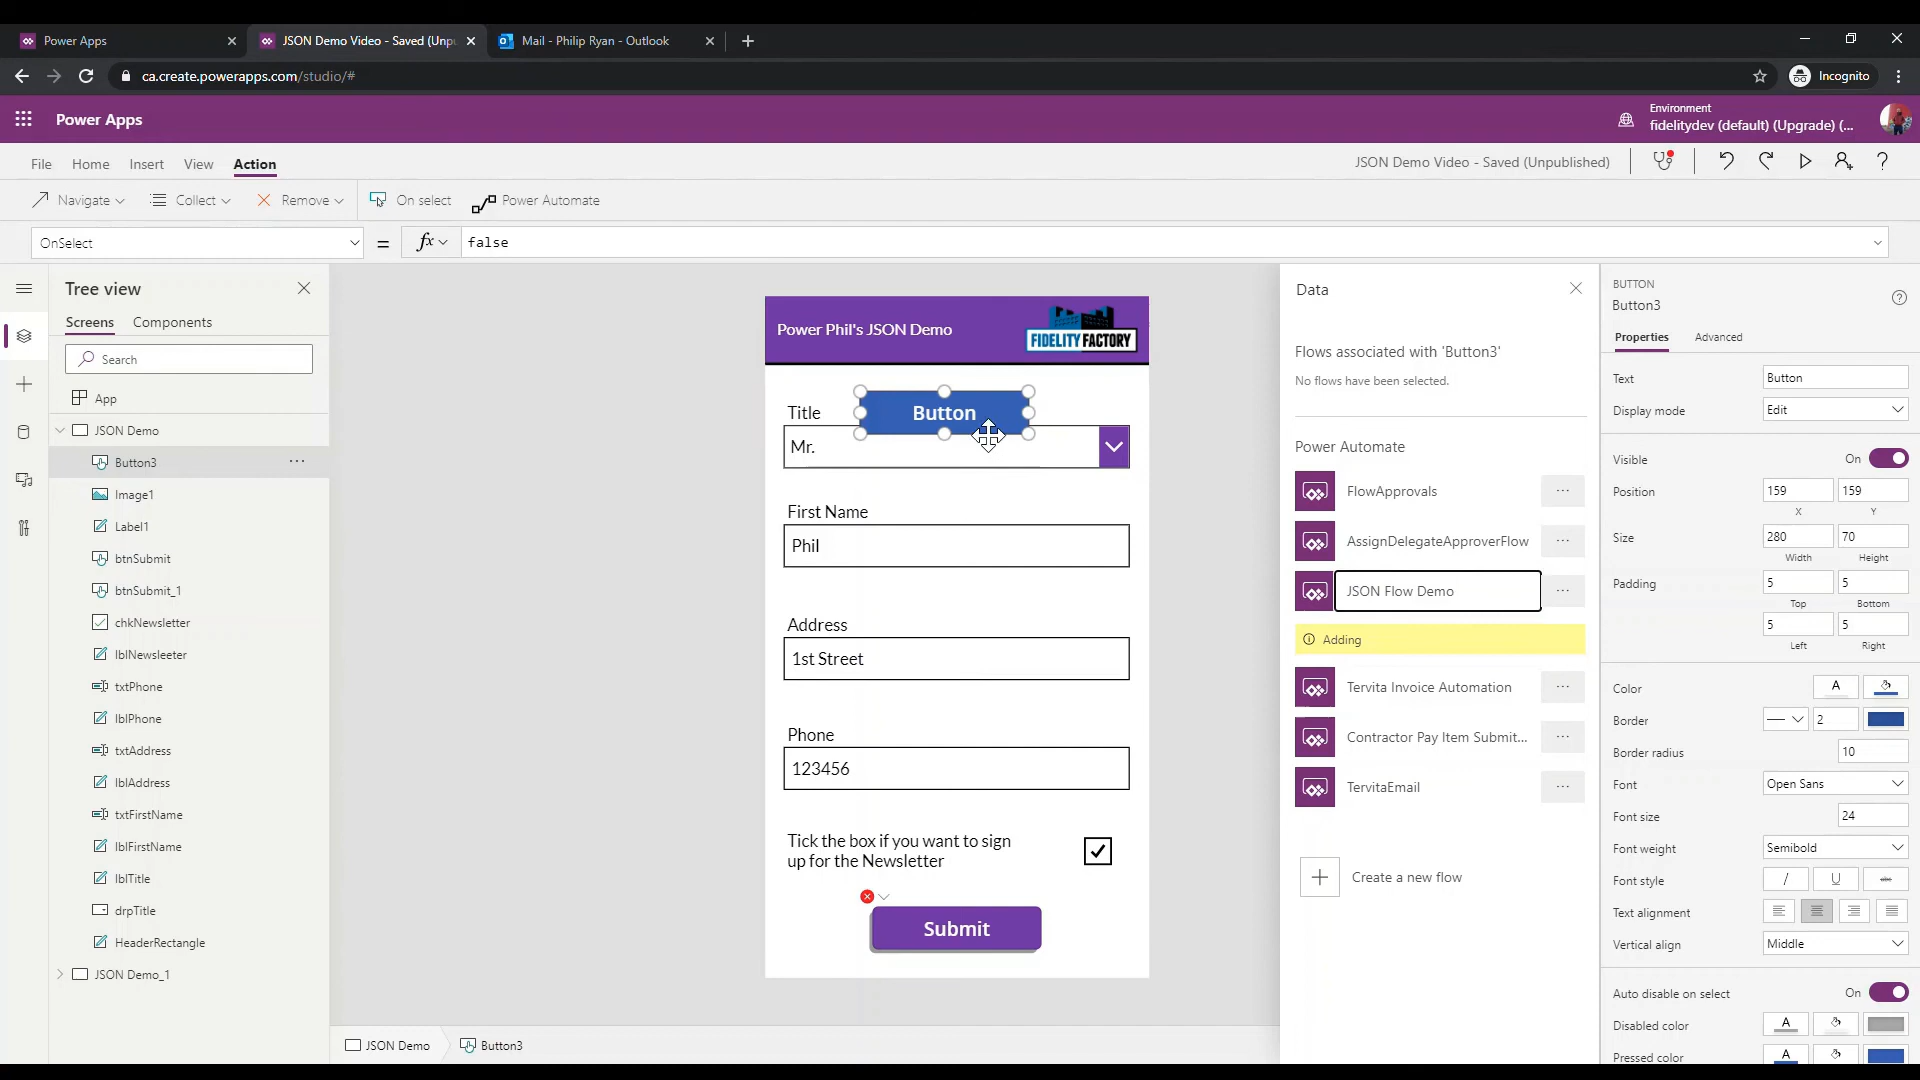 Power Apps
JSON Demo Video - Saved (Unpu
Mail - Philip Ryan - Outlook
ca.create.powerapps.com/studio/#
Incognito
Power Apps
Environment
fidelitydev (default) (Upgrade) (...
File
Home
Insert
View
Action
JSON Demo Video - Saved (Unpublished)
Navigate
Collect
Remove
On select
Power Automate
OnSelect
=
fx
false
Tree view
Screens
Components
Search
App
JSON Demo
Button3
Image1
Label1
btnSubmit
btnSubmit_1
chkNewsletter
lblNewsleeter
txtPhone
lblPhone
txtAddress
lblAddress
txtFirstName
lblFirstName
lblTitle
drpTitle
HeaderRectangle
JSON Demo_1
Power Phil's JSON Demo
FIDELITY FACTORY
Title
Button
Mr.
First Name
Phil
Address
1st Street
Phone
123456
Tick the box if you want to sign
up for the Newsletter
Submit
JSON Demo
Button3
Data
Flows associated with 'Button3'
No flows have been selected.
Power Automate
FlowApprovals
AssignDelegateApproverFlow
JSON Flow Demo
Adding
Tervita Invoice Automation
Contractor Pay Item Submit...
TervitaEmail
Create a new flow
BUTTON
Button3
Properties
Advanced
Text
Button
Display mode
Edit
Visible
On
Position
159
159
X
Y
Size
280
70
Width
Height
Padding
5
5
Top
Bottom
5
5
Left
Right
Color
A
Border
2
Border radius
10
Font
Open Sans
Font size
24
Font weight
Semibold
Font style
/
U
abc
Text alignment
Vertical align
Middle
Auto disable on select
On
Disabled color
A
Pressed color
A